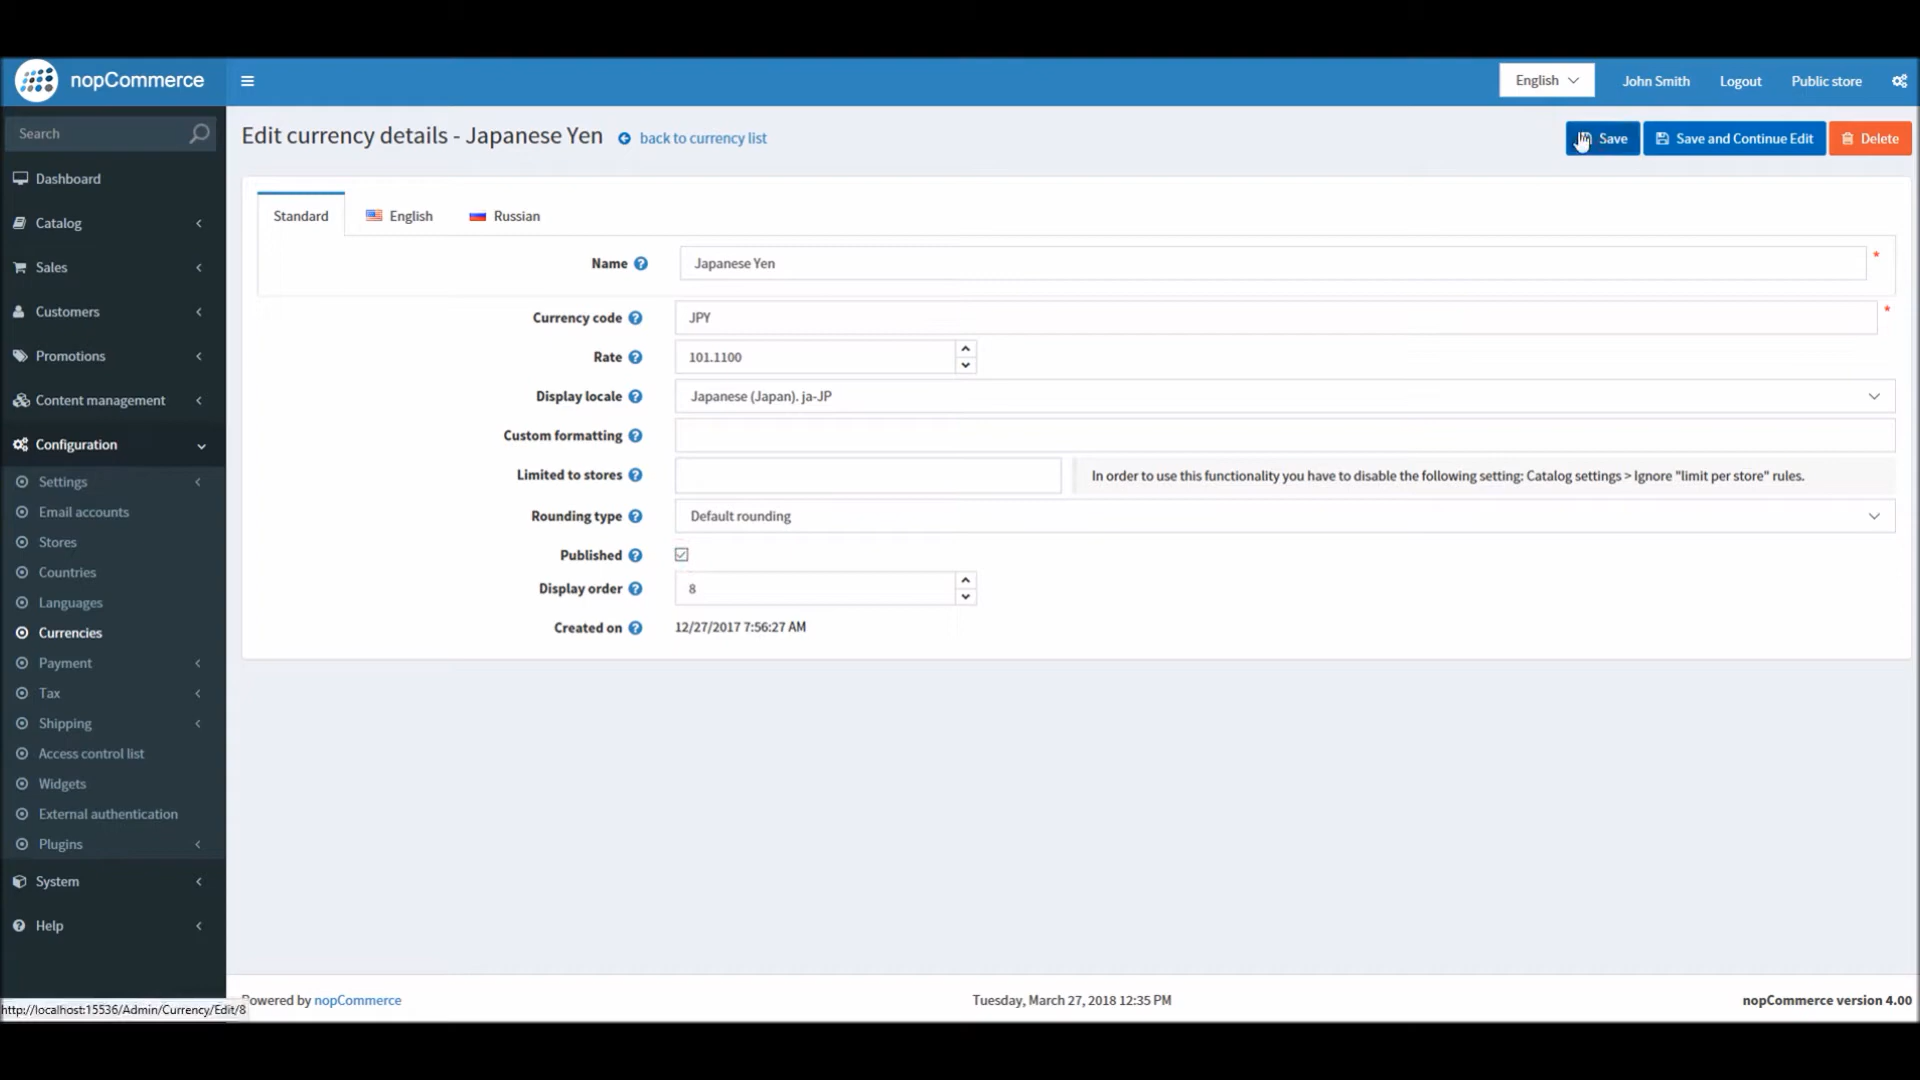 nopCommerce
English
John Smith
Logout
Public store
Search
Edit currency details - Japanese Yen
back to currency list
Save
Save and Continue Edit
Delete
Dashboard
Catalog
Sales
Customers
Promotions
Content management
Configuration
Settings
Email accounts
Stores
Countries
Languages
Currencies
Payment
Tax
Shipping
Access control list
Widgets
External authentication
Plugins
System
Help
Standard
English
Russian
Name ? Japanese Yen *
Currency code ? JPY *
Rate ? 101.1100
Display locale ? Japanese (Japan). ja-JP
Custom formatting ?
Limited to stores ? In order to use this functionality you have to disable the following setting: Catalog settings > Ignore "limit per store" rules.
Rounding type ? Default rounding
Published ?
Display order ? 8
Created on ? 12/27/2017 7:56:27 AM
owered by nopCommerce
Tuesday, March 27, 2018 12:35 PM
nopCommerce version 4.00
http://localhost:15536/Admin/Currency/Edit/8